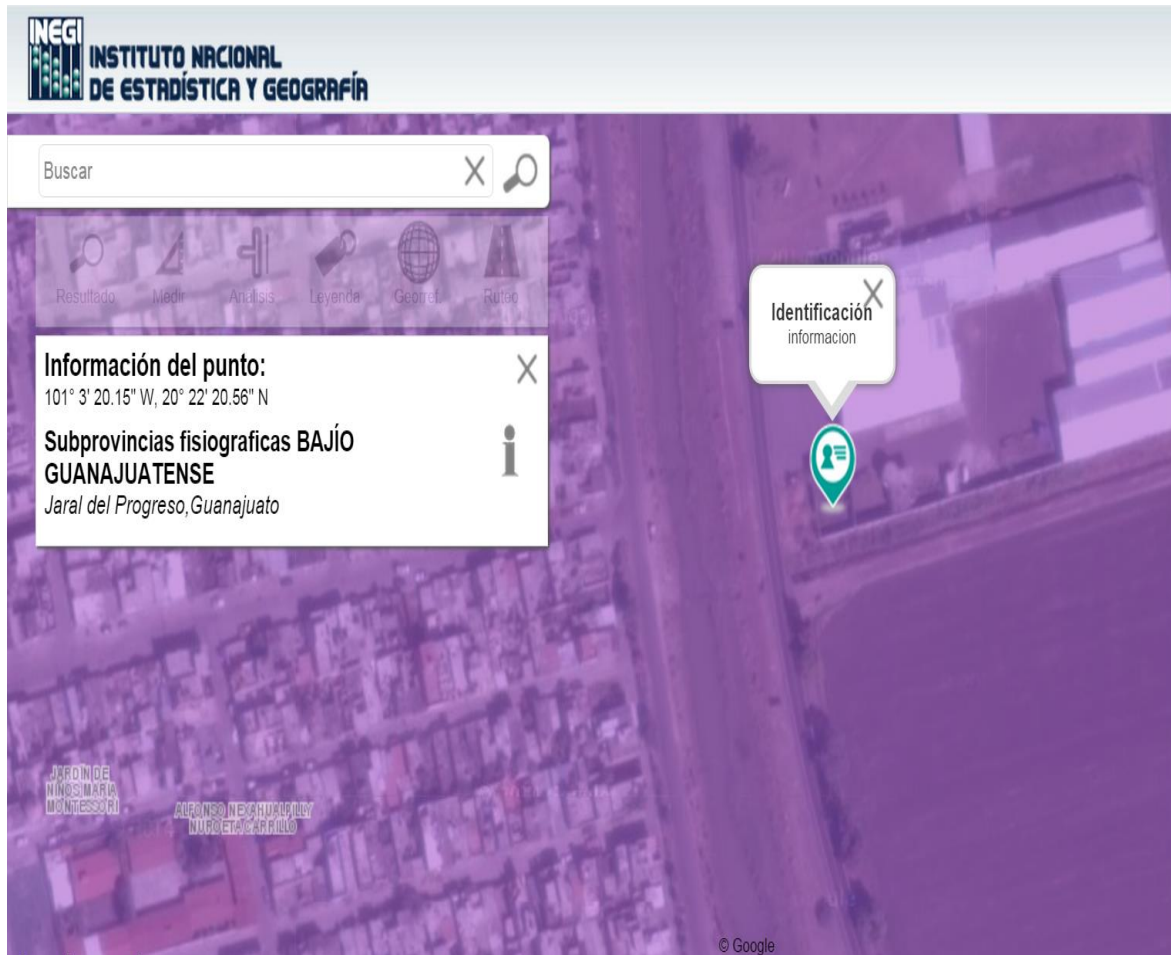 INEGI
INSTITUTO NACIONAL
DE ESTADÍSTICA Y GEOGRAFÍA
Buscar
Resultado Medir Análisis Leyenda Georref. Ruteo
Información del punto:
101° 3' 20.15" W, 20° 22' 20.56" N
Subprovincias fisiograficas BAJÍO
GUANAJUATENSE
Jaral del Progreso,Guanajuato
Identificación
informacion
JARDIN DE
NIÑOS MARIA
MONTESSORI
© Google